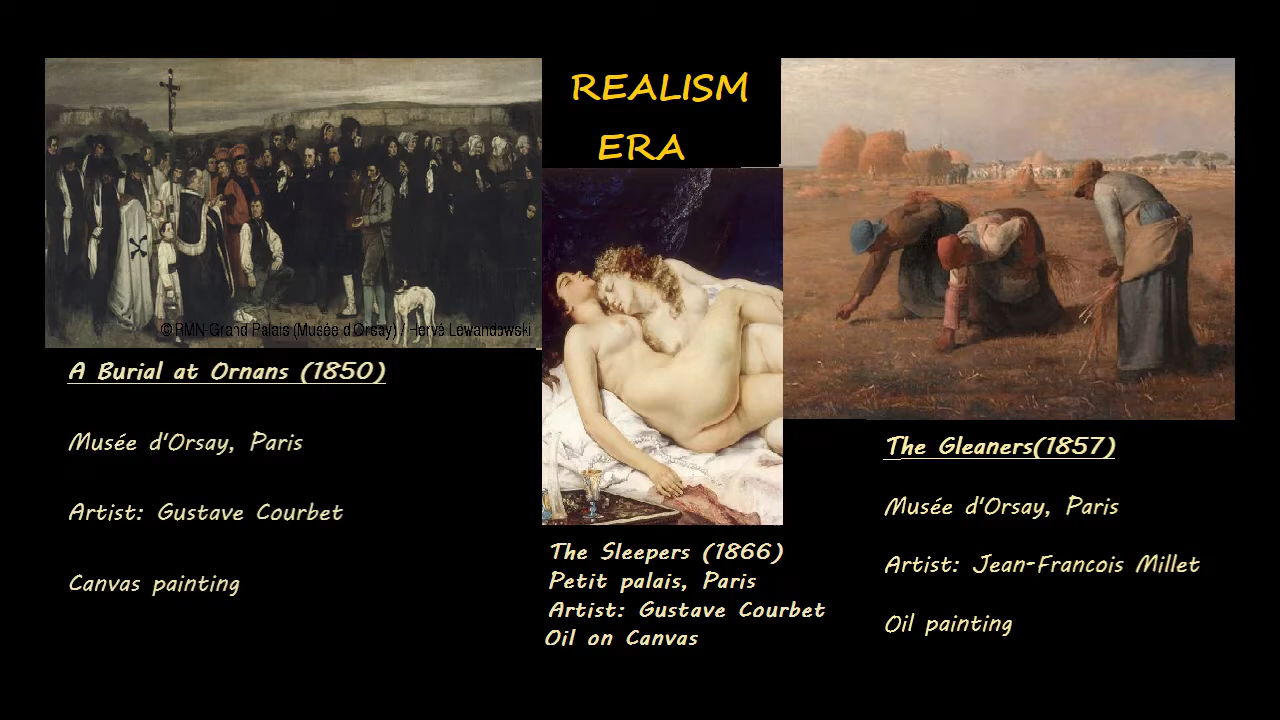 REALISM
ERA
©RMN-Grand Palais (Musée d'Orsay) / Hervé Lewandowski
A Burial at Ornans (1850)
Musée d'Orsay, Paris
Artist: Gustave Courbet
Canvas painting
The Sleepers (1866)
Petit palais, Paris
Artist: Gustave Courbet
Oil on Canvas
The Gleaners(1857)
Musée d'Orsay, Paris
Artist: Jean-Francois Millet
Oil painting